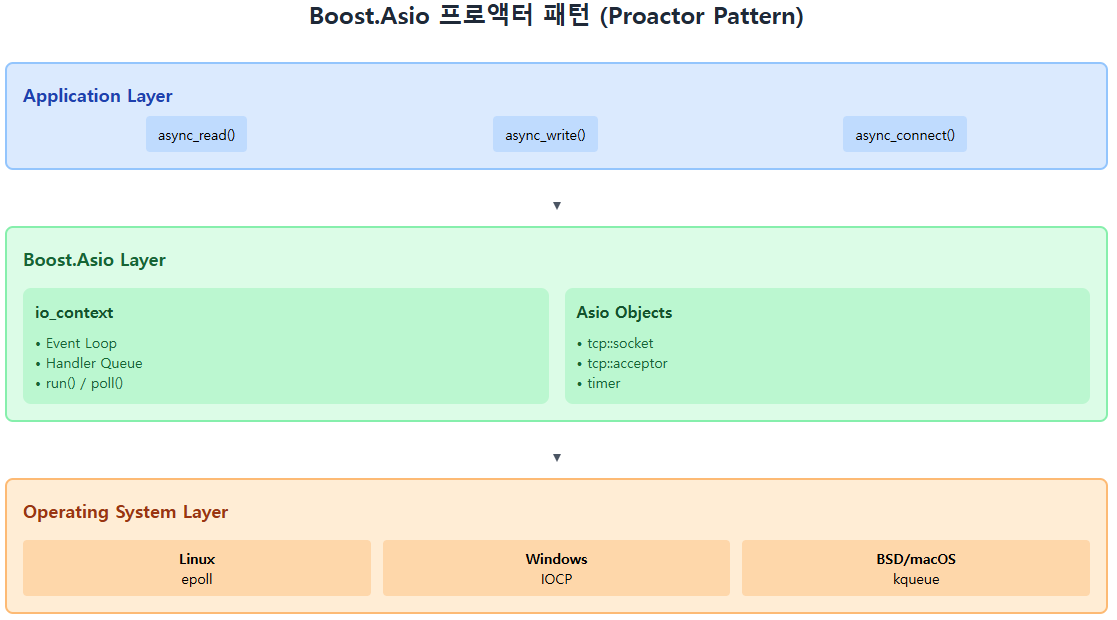 Boost.Asio 프로액터 패턴 (Proactor Pattern)
Application Layer
async_read()
async_write()
async_connect()
▼
Boost.Asio Layer
io_context
• Event Loop
• Handler Queue
• run() / poll()
Asio Objects
• tcp::socket
• tcp::acceptor
• timer
▼
Operating System Layer
Linux
epoll
Windows
IOCP
BSD/macOS
kqueue